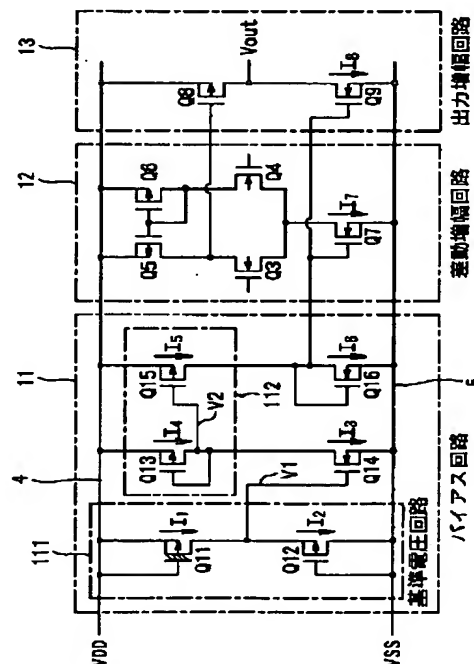 11
12
13
111
4
VDD
Q11
I1
V1
Q12
I2
基準電圧回路
Q13
I4
V2
Q15
I5
112
Q14
I3
Q16
I6
VSS
バイアス回路
Q5
Q6
Q3
Q4
Q7
I7
差動増幅回路
Q8
Vout
Q9
I8
出力増幅回路